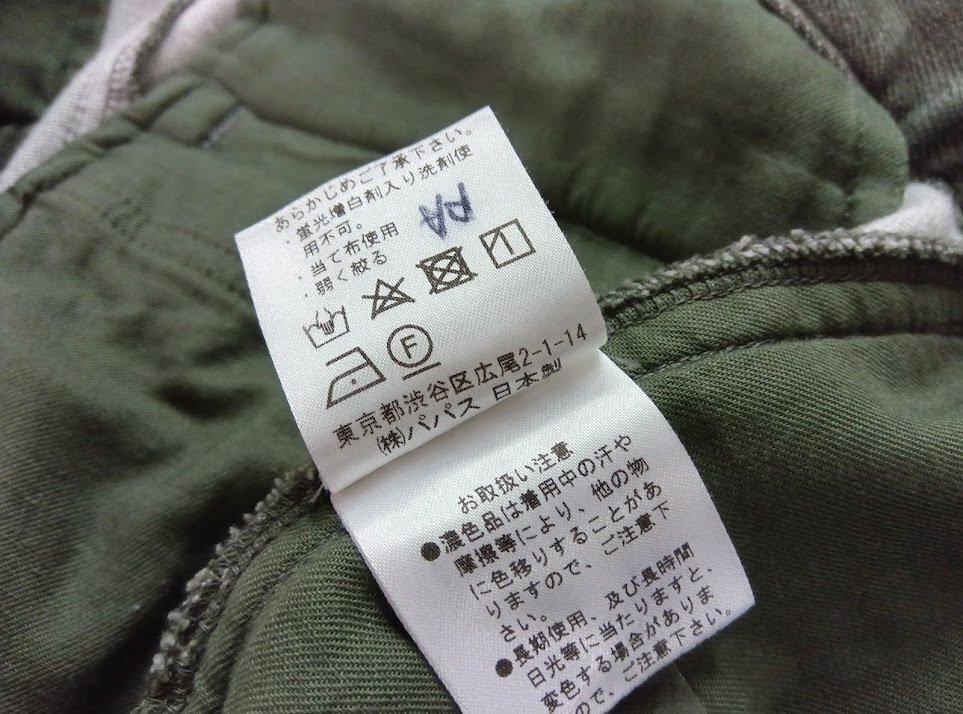 あらかじめご了承下さい。
・蛍光増白剤入り洗剤使
用不可。
・当て布使用
・弱く絞る
PA
F
東京都渋谷区広尾2-1-14
(株)パパス 日本製
お取扱い注意
●濃色品は着用中の汗や
摩擦等により、他の物
に色移りすることがあ
りますので、ご注意下
さい。
●長期使用、及び長時間
日光等に当たりますと、
変色する場合がありま
すので、ご注意下さい。